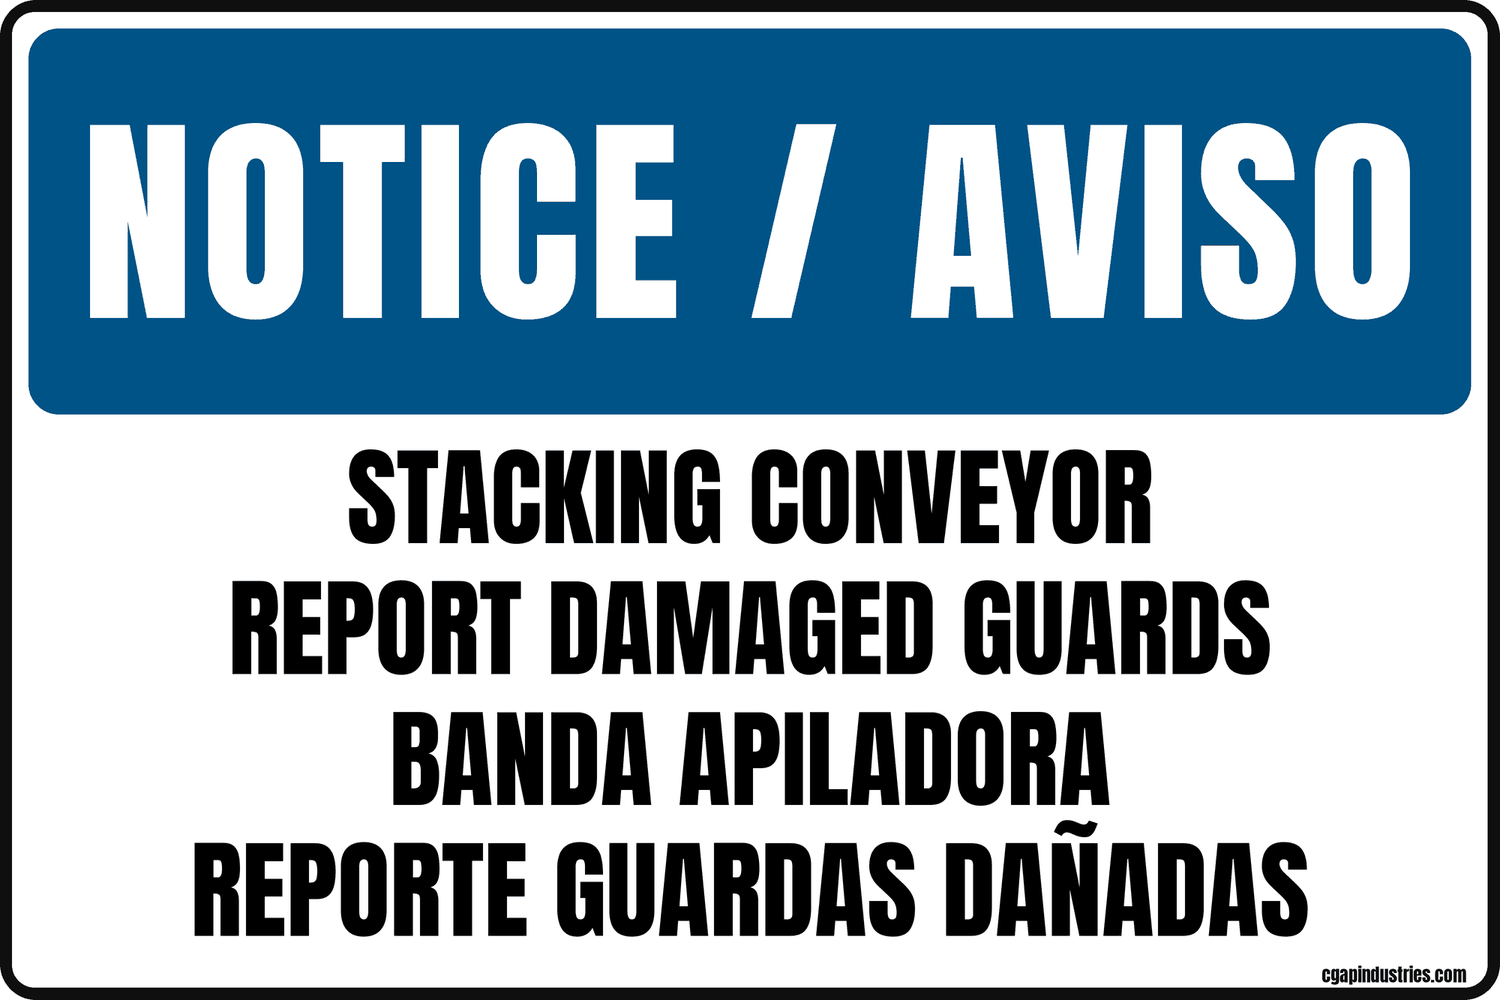 NOTICE / AVISO
STACKING CONVEYOR
REPORT DAMAGED GUARDS
BANDA APILADORA
REPORTE GUARDAS DAÑADAS
cgapindustries.com